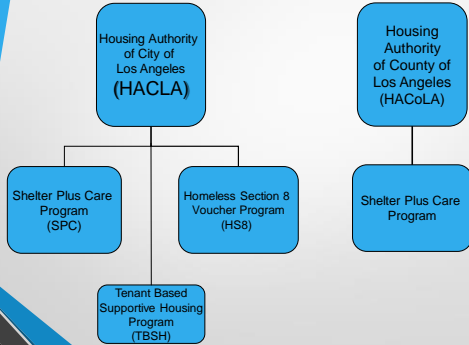 Housing Authority
of City of
Los Angeles
(HACLA)
Housing
Authority
of County of
Los Angeles
(HACoLA)
Shelter Plus Care
Program
(SPC)
Homeless Section 8
Voucher Program
(HS8)
Shelter Plus Care
Program
Tenant Based
Supportive Housing
Program
(TBSH)